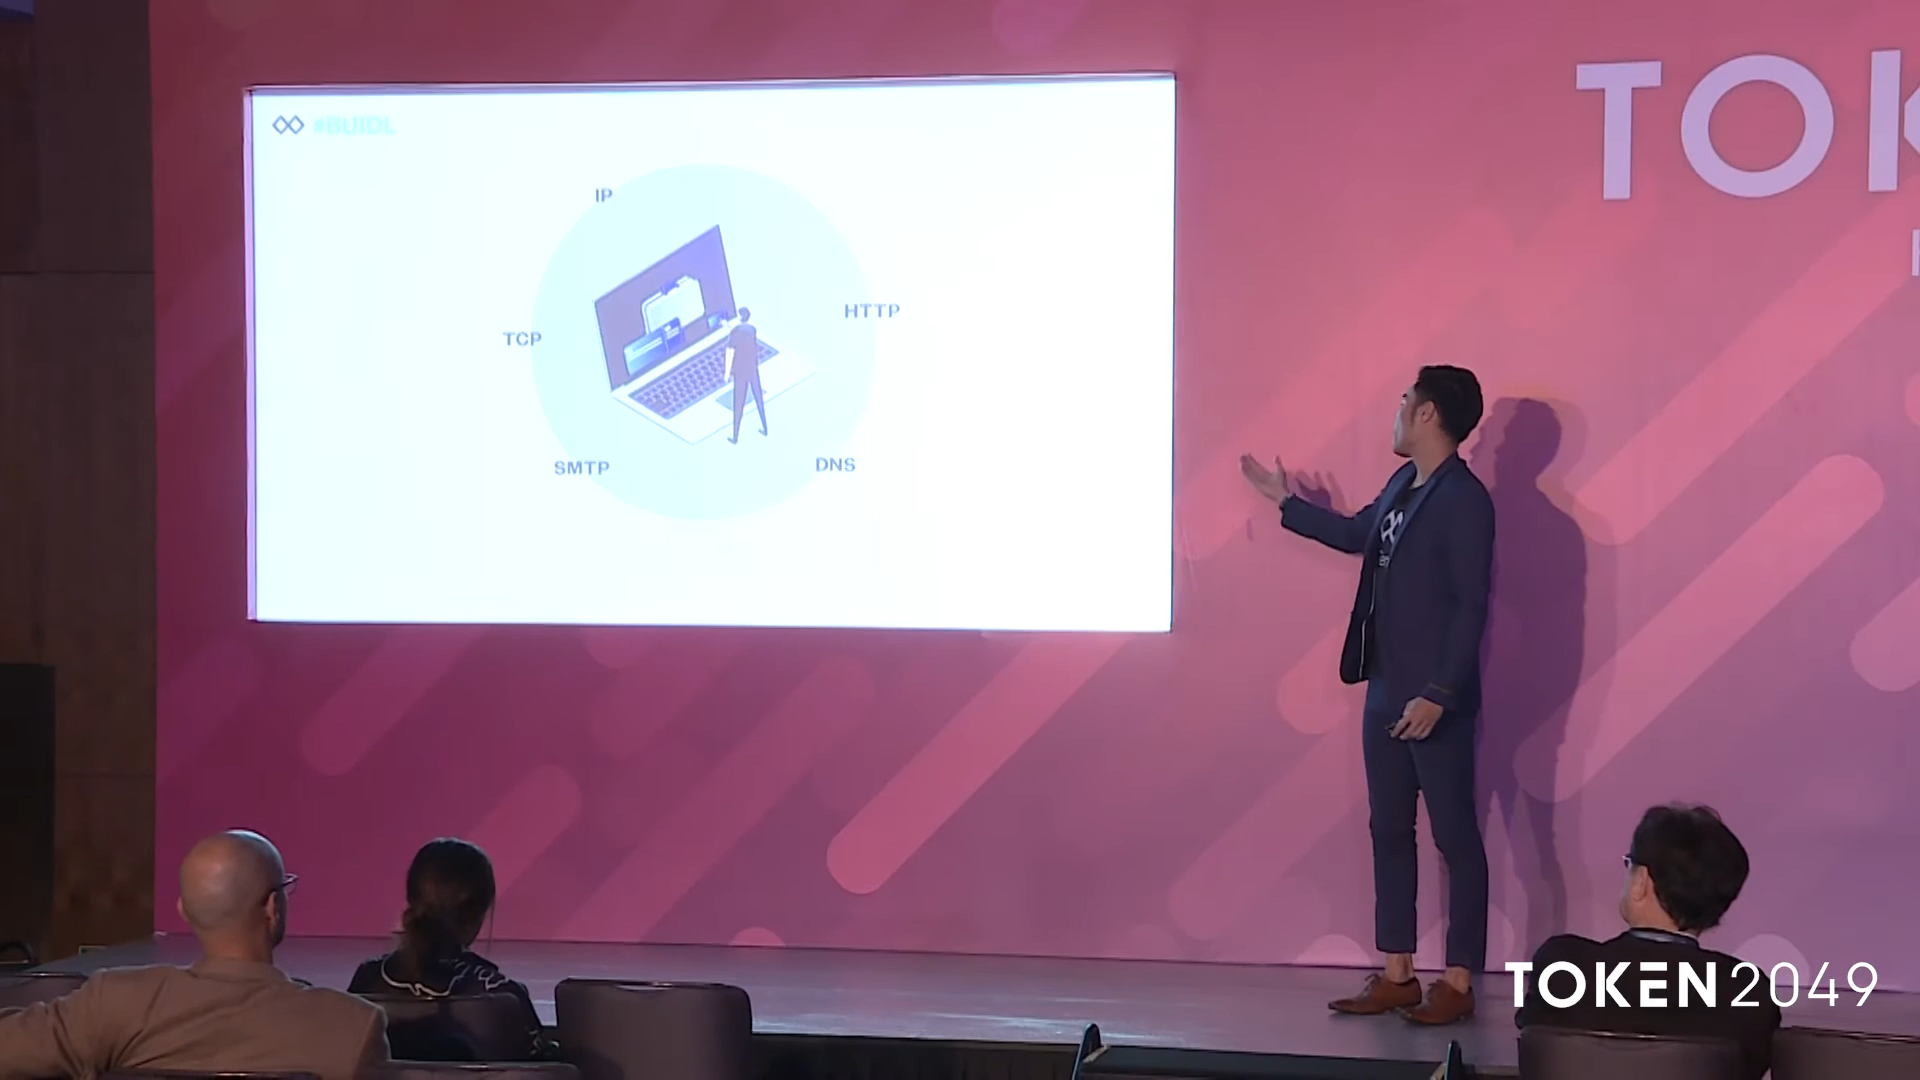 #BUIDL
IP
HTTP
TCP
SMTP
DNS
TOK
TOKEN2049